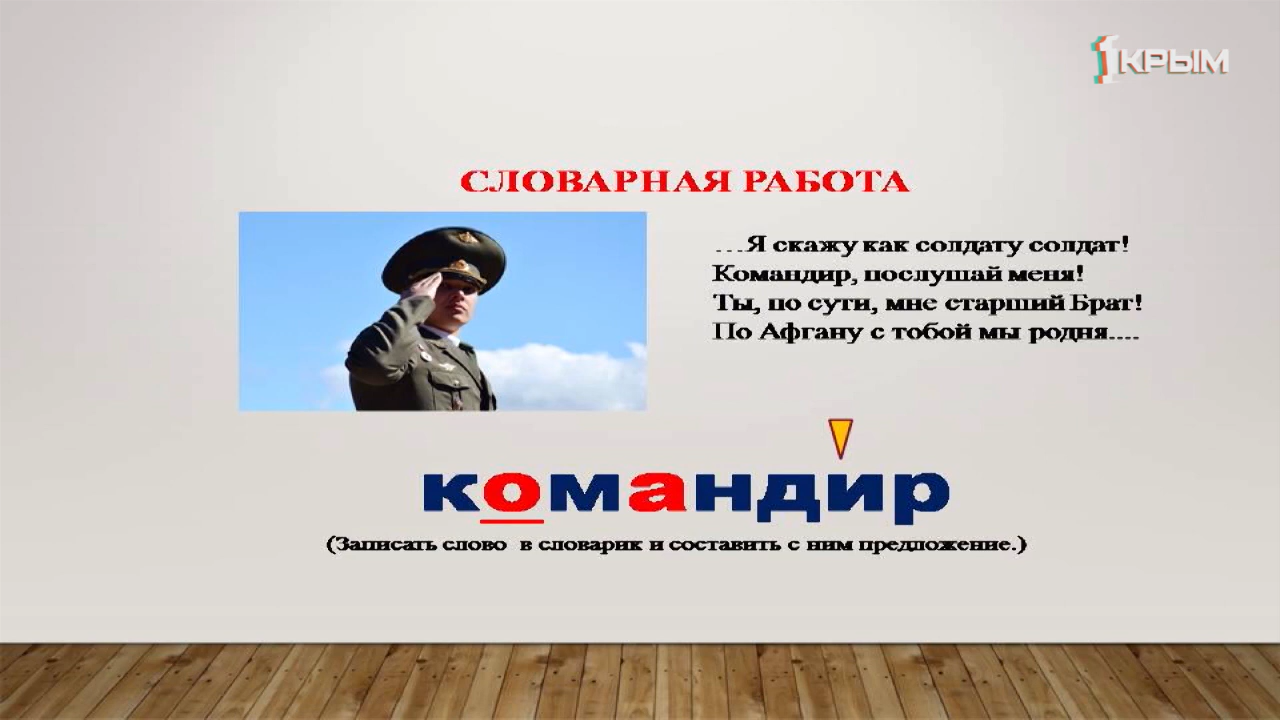 1КРЫМ
СЛОВАРНАЯ РАБОТА
…Я скажу как солдату солдат!
Командир, послушай меня!
Ты, по сути, мне старший Брат!
По Афгану с тобой мы родня....
командир
(Записать слово в словарик и составить с ним предложение.)